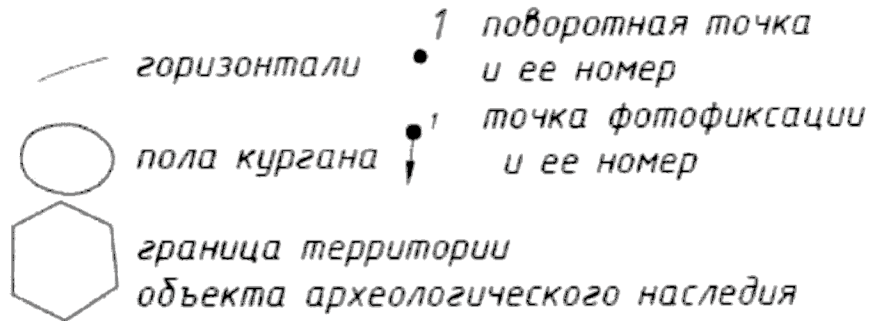 1 поворотная точка
горизонтали и ее номер
1 точка фотофиксации
пола кургана и ее номер
граница территории
объекта археологического наследия